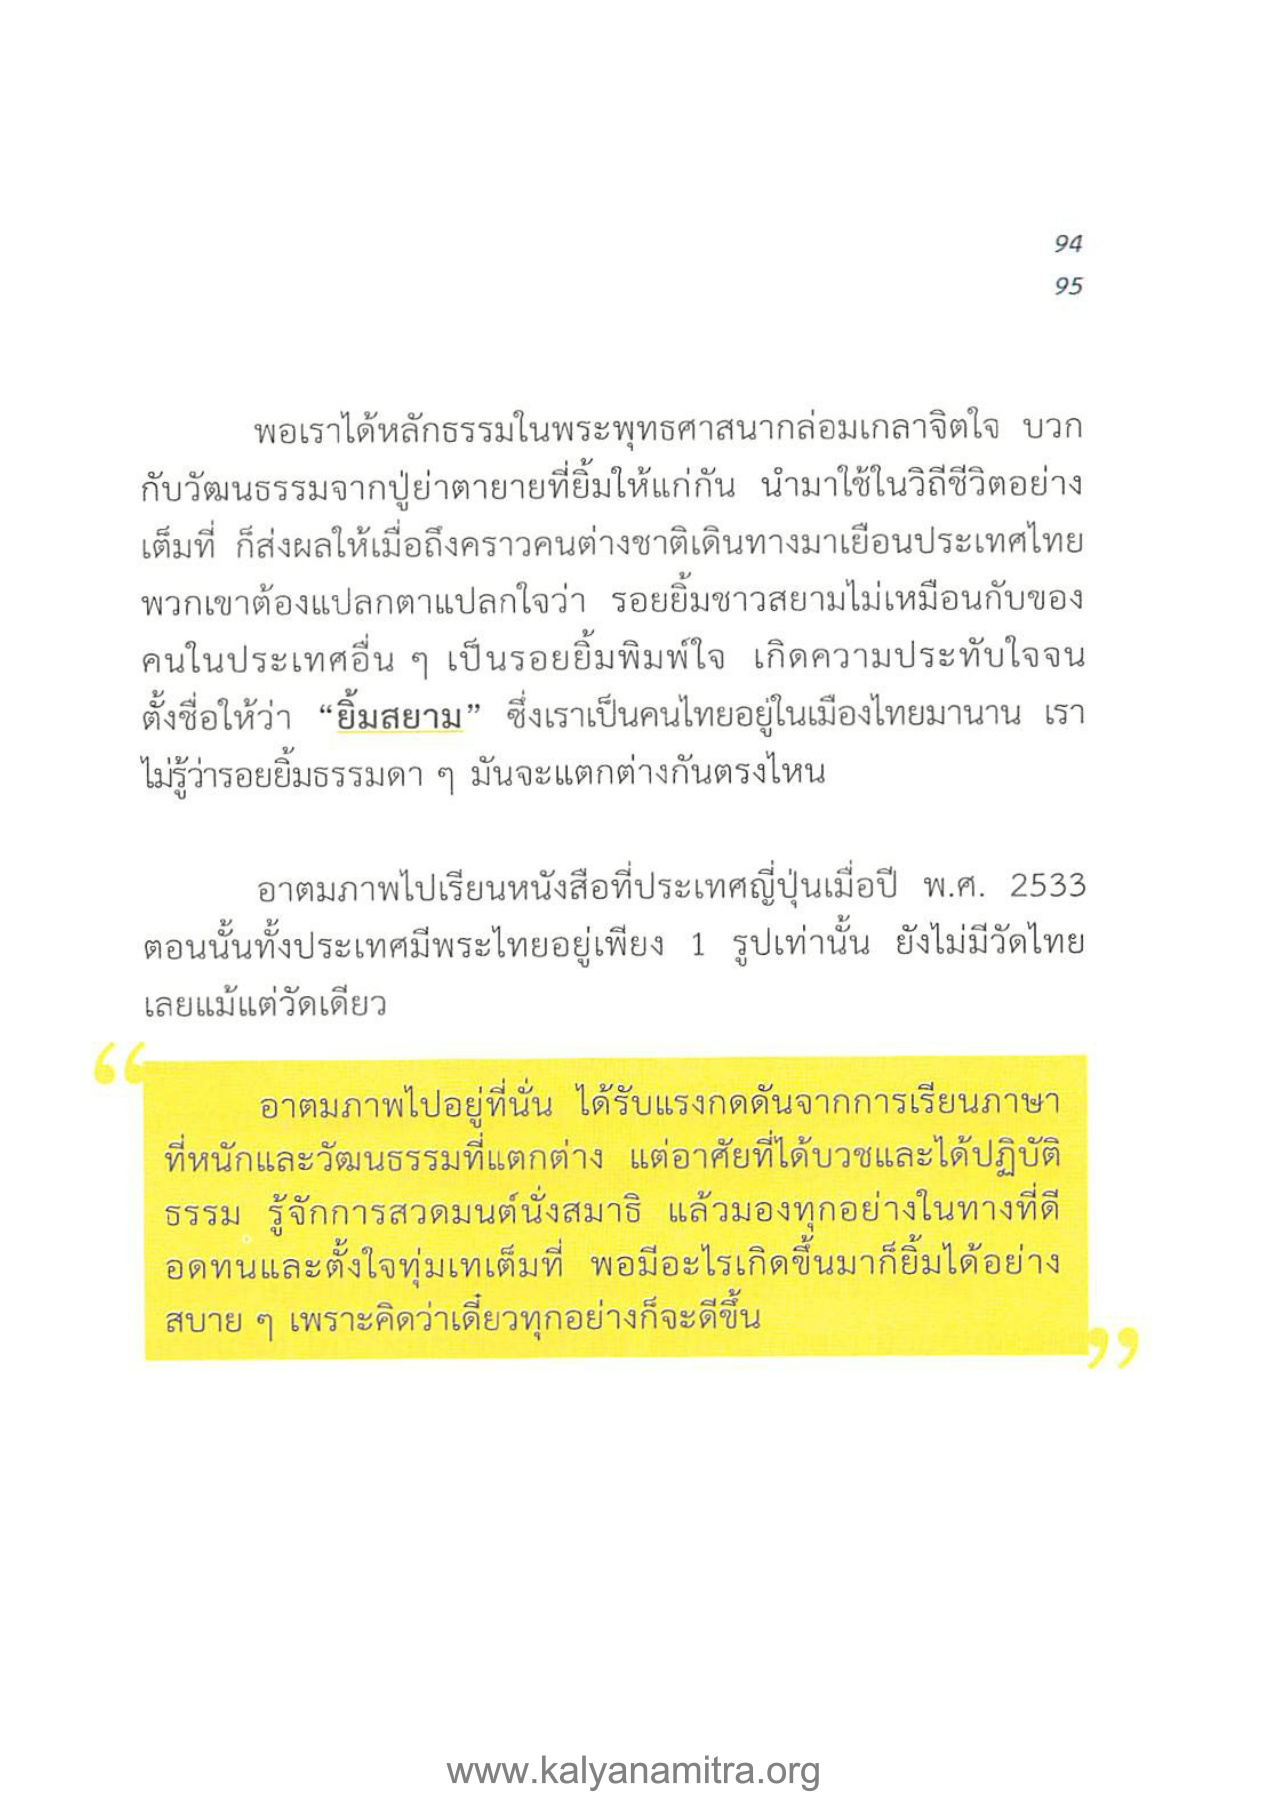 94
95
พอเราได้หลักธรรมในพระพุทธศาสนากล่อมเกลาจิตใจ บวก
กับวัฒนธรรมจากปู่ย่าตายายที่ยิ้มให้แก่กัน นำมาใช้ในวิถีชีวิตอย่าง
เต็มที่ ก็ส่งผลให้เมื่อถึงคราวคนต่างชาติเดินทางมาเยือนประเทศไทย
พวกเขาต้องแปลกตาแปลกใจว่า รอยยิ้มชาวสยามไม่เหมือนกับของ
คนในประเทศอื่น ๆ เป็นรอยยิ้มพิมพ์ใจ เกิดความประทับใจจน
ตั้งชื่อให้ว่า “ยิ้มสยาม” ซึ่งเราเป็นคนไทยอยู่ในเมืองไทยมานาน เรา
ไม่รู้ว่ารอยยิ้มธรรมดา ๆ มันจะแตกต่างกันตรงไหน
อาตมภาพไปเรียนหนังสือที่ประเทศญี่ปุ่นเมื่อปี พ.ศ. 2533
ตอนนั้นทั้งประเทศมีพระไทยอยู่เพียง 1 รูปเท่านั้น ยังไม่มีวัดไทย
เลยแม้แต่วัดเดียว
“ อาตมภาพไปอยู่ที่นั่น ได้รับแรงกดดันจากการเรียนภาษา
ที่หนักและวัฒนธรรมที่แตกต่าง แต่อาศัยที่ได้บวชและได้ปฏิบัติ
ธรรม รู้จักการสวดมนต์นั่งสมาธิ แล้วมองทุกอย่างในทางที่ดี
อดทนและตั้งใจทุ่มเทเต็มที่ พอมีอะไรเกิดขึ้นมาก็ยิ้มได้อย่าง
สบาย ๆ เพราะคิดว่าเดี๋ยวทุกอย่างก็จะดีขึ้น ”
www.kalyanamitra.org